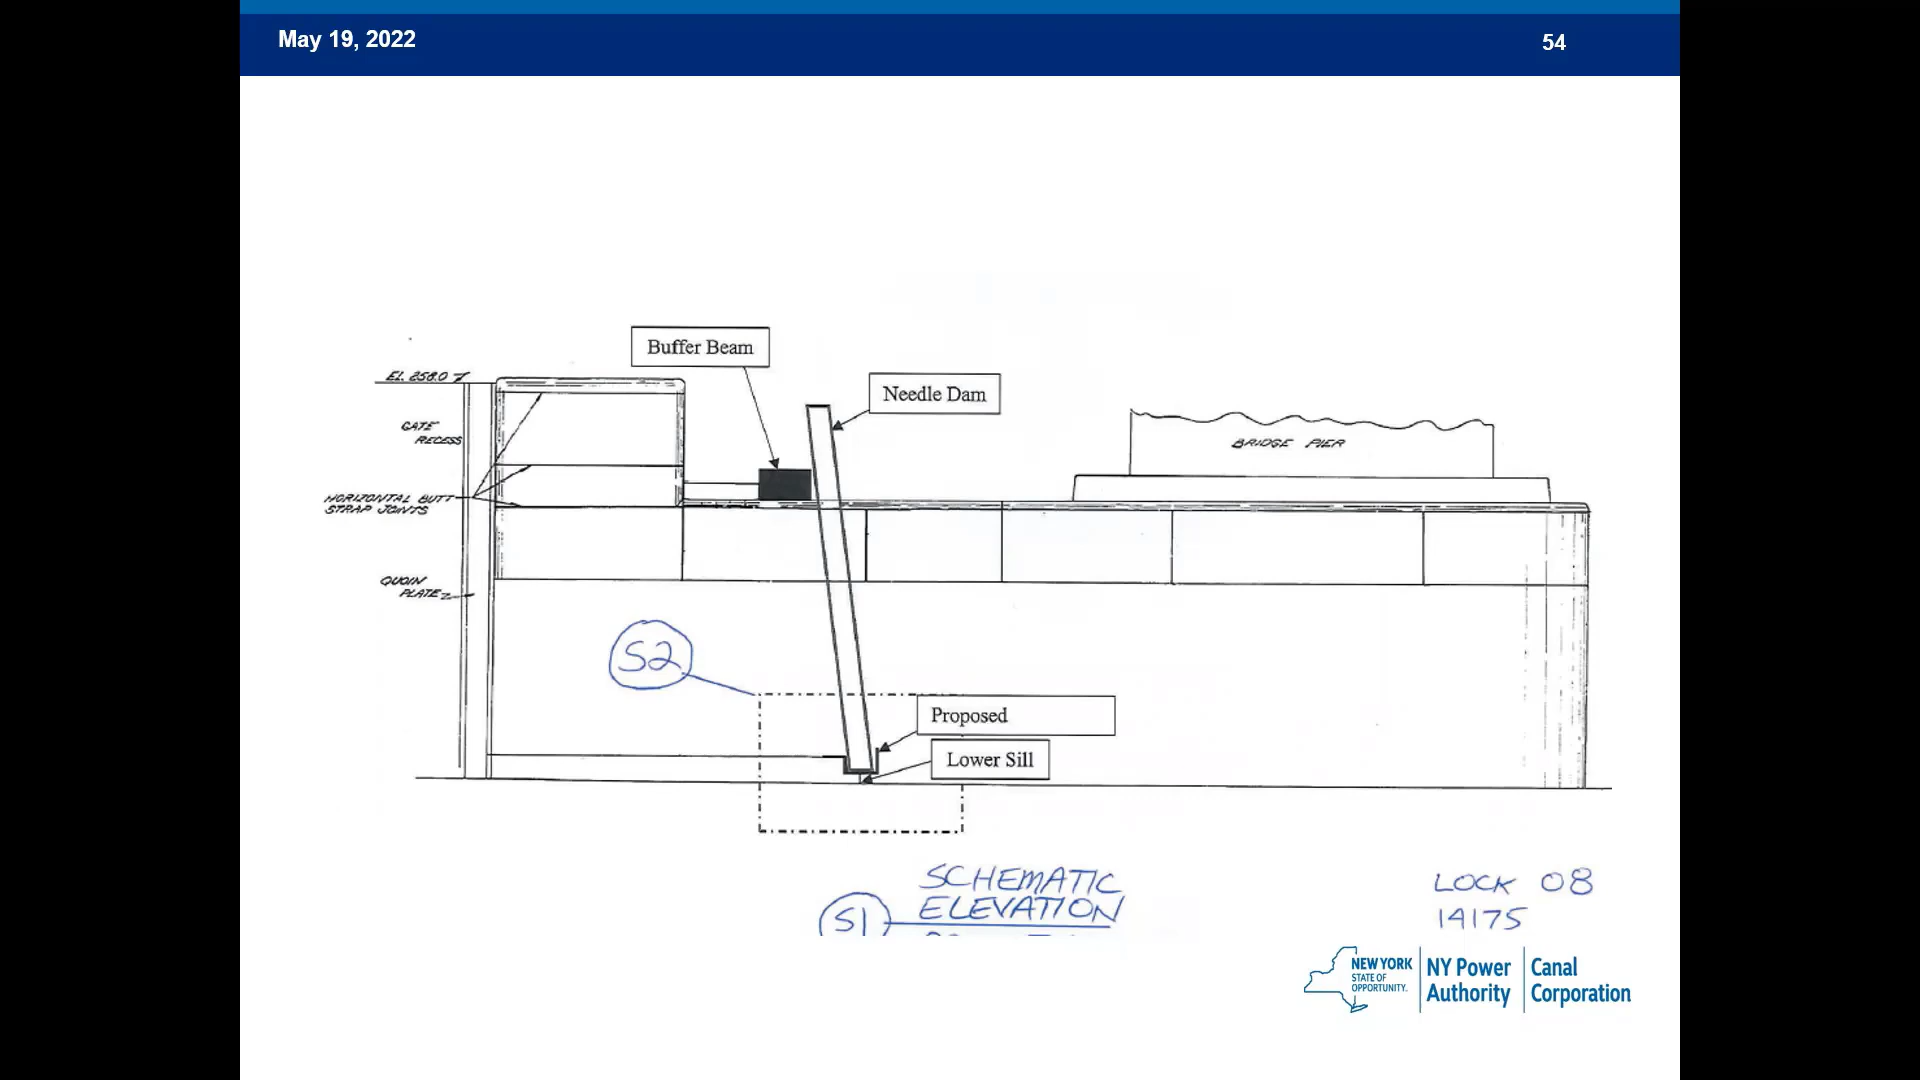 May 19, 2022
54
Buffer Beam
Needle Dam
EL. 258.0
GATE
RECESS
BRIDGE PIER
HORIZONTAL BUTT
STRAP JOINTS
QUOIN
PLATE
S2
Proposed
Lower Sill
SCHEMATIC
ELEVATION
S1
LOCK 08
14175
NEW YORK
STATE OF
OPPORTUNITY.
NY Power
Authority
Canal
Corporation